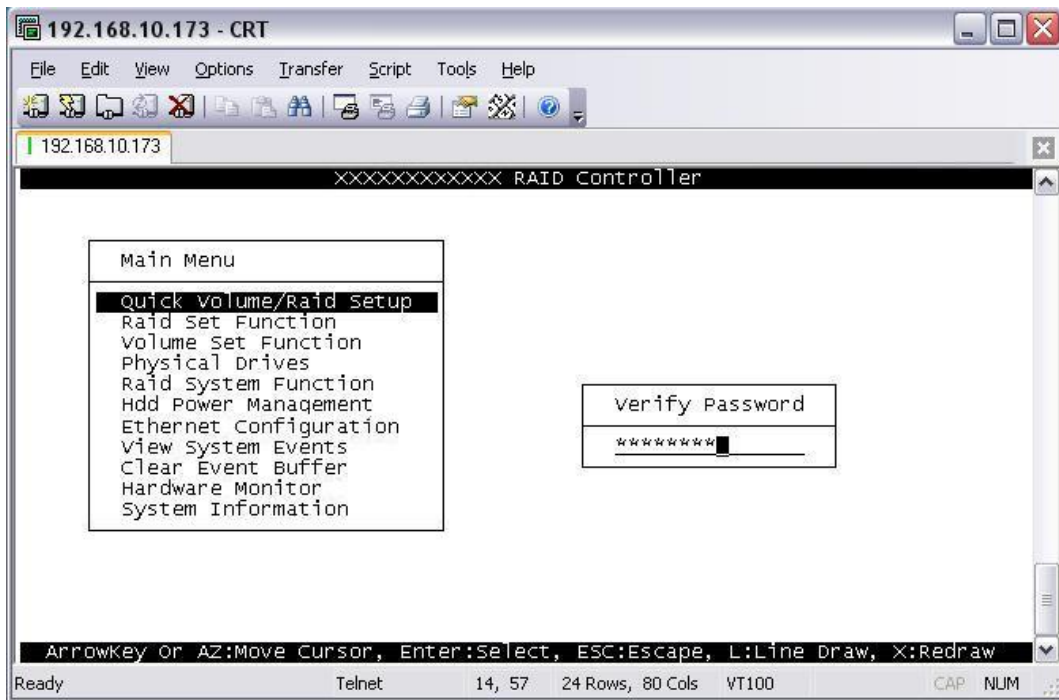 192.168.10.173 - CRT
File Edit View Options Transfer Script Tools Help
192.168.10.173
XXXXXXXXXXXX RAID Controller
Main Menu
Quick Volume/Raid Setup
Raid Set Function
Volume Set Function
Physical Drives
Raid System Function
Hdd Power Management
Ethernet Configuration
View System Events
Clear Event Buffer
Hardware Monitor
System Information
Verify Password
********
ArrowKey Or AZ:Move Cursor, Enter:Select, ESC:Escape, L:Line Draw, X:Redraw
Ready Telnet 14, 57 24 Rows, 80 Cols VT100 CAP NUM